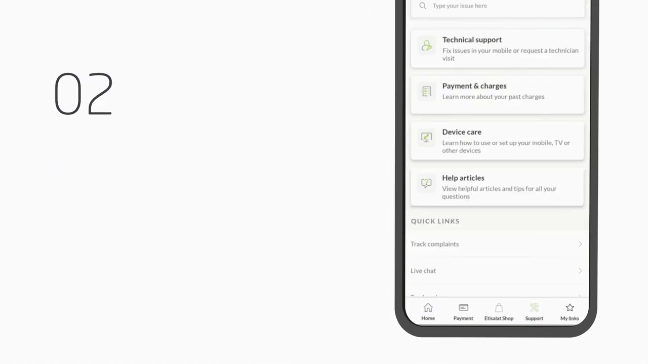 02
Type your issue here
Technical support
Fix issues in your mobile or request a technician
visit
Payment & charges
Learn more about your past charges
Device care
Learn how to use or set up your mobile, TV or
other devices
Help articles
View helpful articles and tips for all your
questions
QUICK LINKS
Track complaints
Live chat
Home
Payment
Etisalat Shop
Support
My links